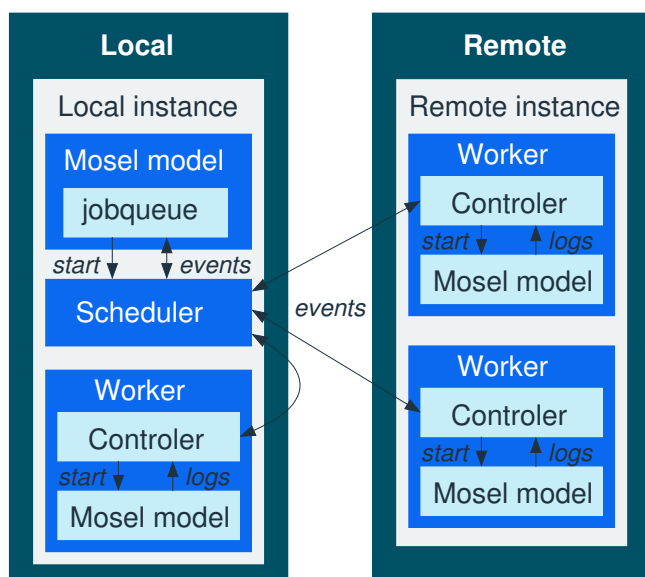 Local
Local instance
Mosel model
jobqueue
start events
Scheduler
Worker
Controler
start logs
Mosel model
events
Remote
Remote instance
Worker
Controler
start logs
Mosel model
Worker
Controler
start logs
Mosel model